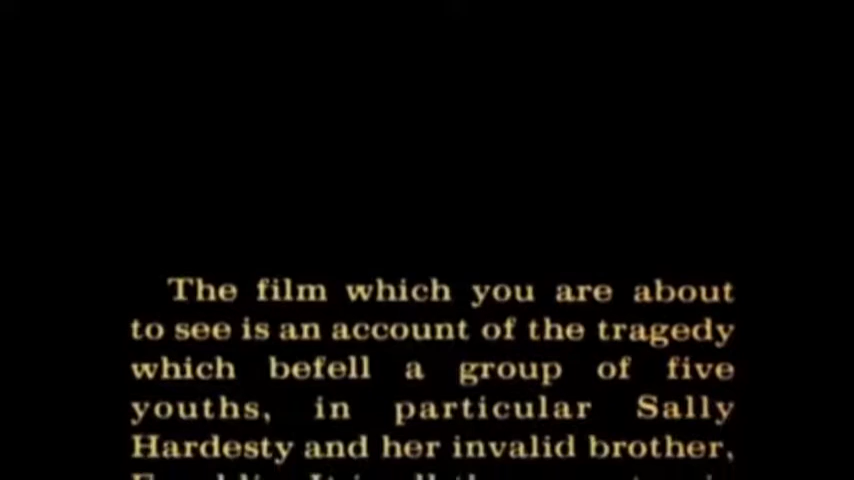 The film which you are about
to see is an account of the tragedy
which befell a group of five
youths, in particular Sally
Hardesty and her invalid brother,